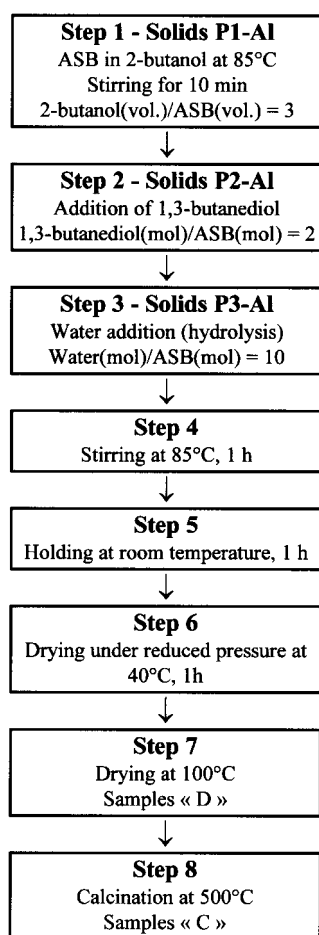 Step 1 - Solids P1-Al
ASB in 2-butanol at 85°C
Stirring for 10 min
2-butanol(vol.)/ASB(vol.) = 3
↓
Step 2 - Solids P2-Al
Addition of 1,3-butanediol
1,3-butanediol(mol)/ASB(mol) = 2
↓
Step 3 - Solids P3-Al
Water addition (hydrolysis)
Water(mol)/ASB(mol) = 10
↓
Step 4
Stirring at 85°C, 1 h
↓
Step 5
Holding at room temperature, 1 h
↓
Step 6
Drying under reduced pressure at
40°C, 1h
↓
Step 7
Drying at 100°C
Samples « D »
↓
Step 8
Calcination at 500°C
Samples « C »